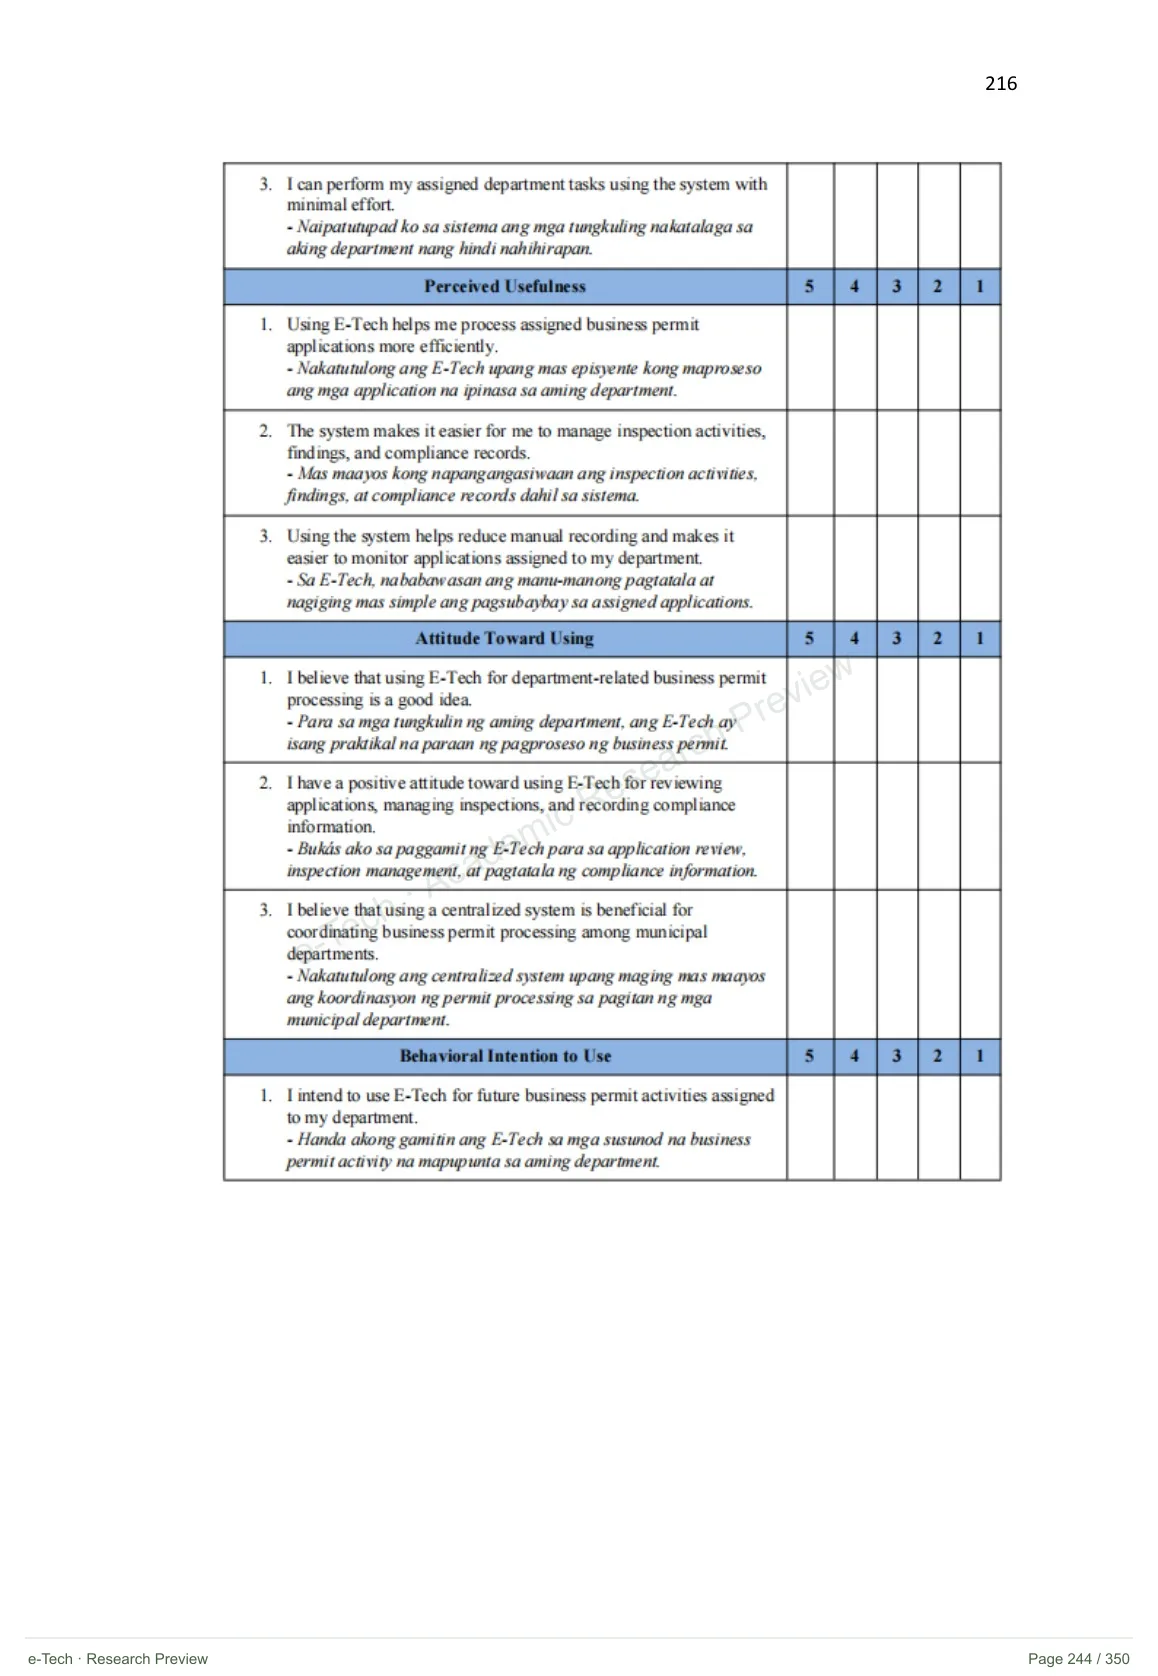 216
3. I can perform my assigned department tasks using the system with
minimal effort.
- Naipatutupad ko sa sistema ang mga tungkuling nakatalaga sa
aking department nang hindi nahihirapan.
Perceived Usefulness 5 4 3 2 1
1. Using E-Tech helps me process assigned business permit
applications more efficiently.
- Nakatutulong ang E-Tech upang mas episyente kong maproseso
ang mga application na ipinasa sa aming department.
2. The system makes it easier for me to manage inspection activities,
findings, and compliance records.
- Mas maayos kong napangangasiwaan ang inspection activities,
findings, at compliance records dahil sa sistema.
3. Using the system helps reduce manual recording and makes it
easier to monitor applications assigned to my department.
- Sa E-Tech, nababawasan ang manu-manong pagtatala at
nagiging mas simple ang pagsubaybay sa assigned applications.
Attitude Toward Using 5 4 3 2 1
1. I believe that using E-Tech for department-related business permit
processing is a good idea.
- Para sa mga tungkulin ng aming department, ang E-Tech ay
isang praktikal na paraan ng pagproseso ng business permit.
2. I have a positive attitude toward using E-Tech for reviewing
applications, managing inspections, and recording compliance
information.
- Bukás ako sa paggamit ng E-Tech para sa application review,
inspection management, at pagtatala ng compliance information.
3. I believe that using a centralized system is beneficial for
coordinating business permit processing among municipal
departments.
- Nakatutulong ang centralized system upang maging mas maayos
ang koordinasyon ng permit processing sa pagitan ng mga
municipal department.
Behavioral Intention to Use 5 4 3 2 1
1. I intend to use E-Tech for future business permit activities assigned
to my department.
- Handa akong gamitin ang E-Tech sa mga susunod na business
permit activity na mapupunta sa aming department.
e-Tech · Academic Research Preview
e-Tech · Research Preview
Page 244 / 350